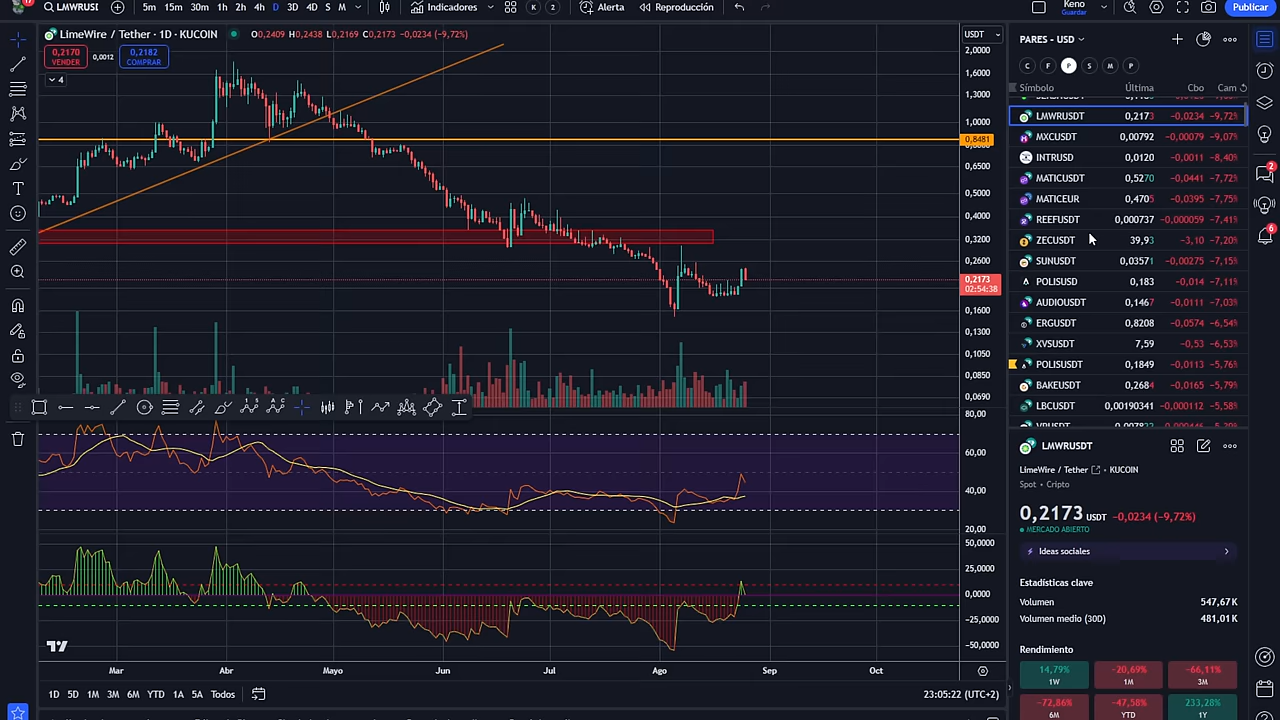 LMWRUSI
5m 15m 30m 1h 2h 4h D 3D 4D S M
Indicadores
K
2
Alerta
Reproducción
Keno
Guardar
Publicar
LimeWire / Tether · 1D · KUCOIN
O0,2409 H0,2438 L0,2169 C0,2173 −0,0234 (−9,72%)
0,2170
VENDER
0,0012
0,2182
COMPRAR
4
USDT
2,0000
1,6000
1,3000
1,0000
0,8481
0,6500
0,5000
0,4000
0,3200
0,2600
0,2173
02:54:38
0,1600
0,1300
0,1050
0,0850
0,0690
80,00
60,00
40,00
20,00
50,0000
25,0000
0,0000
−25,0000
−50,0000
Mar Abr Mayo Jun Jul Ago Sep Oct
1D 5D 1M 3M 6M YTD 1A 5A Todos
23:05:22 (UTC+2)
PARES - USD
C F P S M P
Símbolo Última Cbo Cam
LMWRUSDT 0,2173 −0,0234 −9,72%
MXCUSDT 0,00792 −0,00079 −9,07%
INTRUSD 0,0120 −0,0011 −8,40%
MATICUSDT 0,5270 −0,0441 −7,72%
MATICEUR 0,4705 −0,0395 −7,75%
REEFUSDT 0,000737 −0,000059 −7,41%
ZECUSDT 39,93 −3,10 −7,20%
SUNUSDT 0,03571 −0,00275 −7,15%
POLISUSD 0,183 −0,014 −7,11%
AUDIOUSDT 0,1467 −0,0111 −7,03%
ERGUSDT 0,8208 −0,0574 −6,54%
XVSUSDT 7,59 −0,53 −6,53%
POLISUSDT 0,1849 −0,0113 −5,76%
BAKEUSDT 0,2684 −0,0165 −5,79%
LBCUSDT 0,00190341 −0,000112 −5,58%
LMWRUSDT
LimeWire / Tether · KUCOIN
Spot • Cripto
0,2173 USDT −0,0234 (−9,72%)
MERCADO ABIERTO
Ideas sociales
Estadísticas clave
Volumen 547,67K
Volumen medio (30D) 481,01K
Rendimiento
14,79%
1W
−20,69%
1M
−66,11%
3M
−72,86%
6M
−47,58%
YTD
233,28%
1Y
2
6